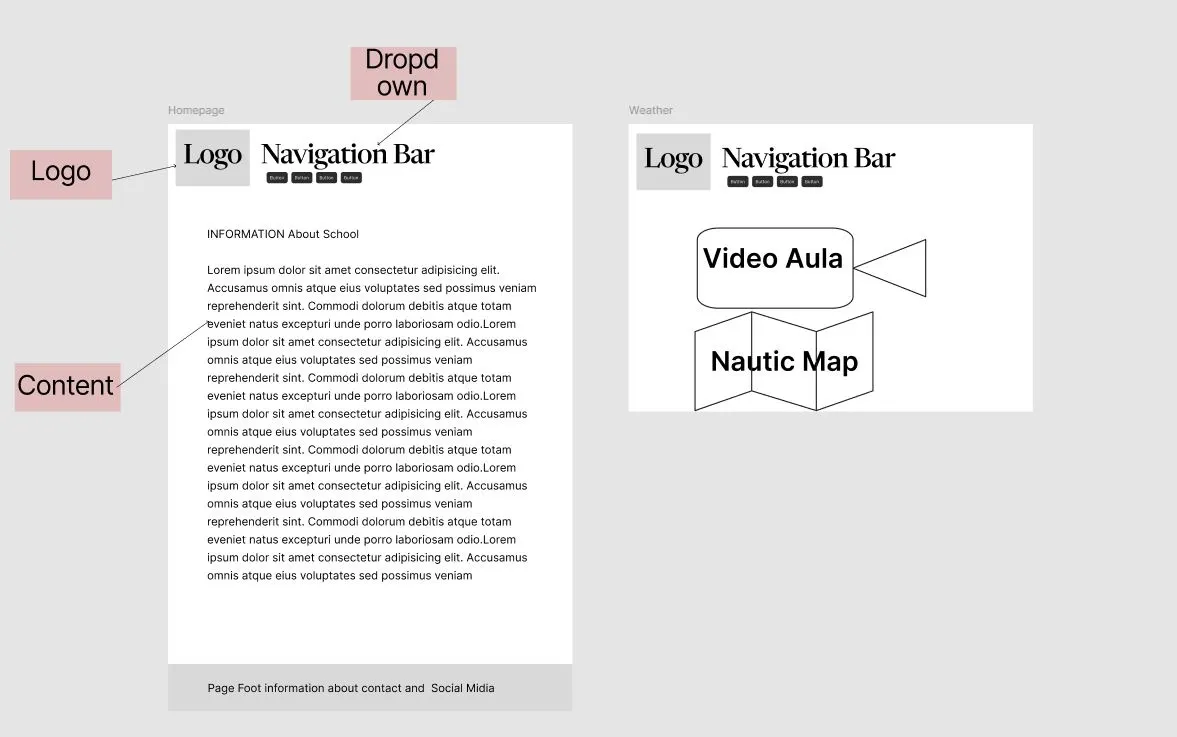 Dropd
own
Homepage
Logo
Navigation Bar
Button Button Button Button
Logo
INFORMATION About School
Lorem ipsum dolor sit amet consectetur adipisicing elit.
Accusamus omnis atque eius voluptates sed possimus veniam
reprehenderit sint. Commodi dolorum debitis atque totam
eveniet natus excepturi unde porro laboriosam odio.Lorem
ipsum dolor sit amet consectetur adipisicing elit. Accusamus
omnis atque eius voluptates sed possimus veniam
reprehenderit sint. Commodi dolorum debitis atque totam
eveniet natus excepturi unde porro laboriosam odio.Lorem
ipsum dolor sit amet consectetur adipisicing elit. Accusamus
omnis atque eius voluptates sed possimus veniam
reprehenderit sint. Commodi dolorum debitis atque totam
eveniet natus excepturi unde porro laboriosam odio.Lorem
ipsum dolor sit amet consectetur adipisicing elit. Accusamus
omnis atque eius voluptates sed possimus veniam
reprehenderit sint. Commodi dolorum debitis atque totam
eveniet natus excepturi unde porro laboriosam odio.Lorem
ipsum dolor sit amet consectetur adipisicing elit. Accusamus
omnis atque eius voluptates sed possimus veniam
Content
Page Foot information about contact and  Social Midia
Weather
Logo
Navigation Bar
Button Button Button Button
Video Aula
Nautic Map